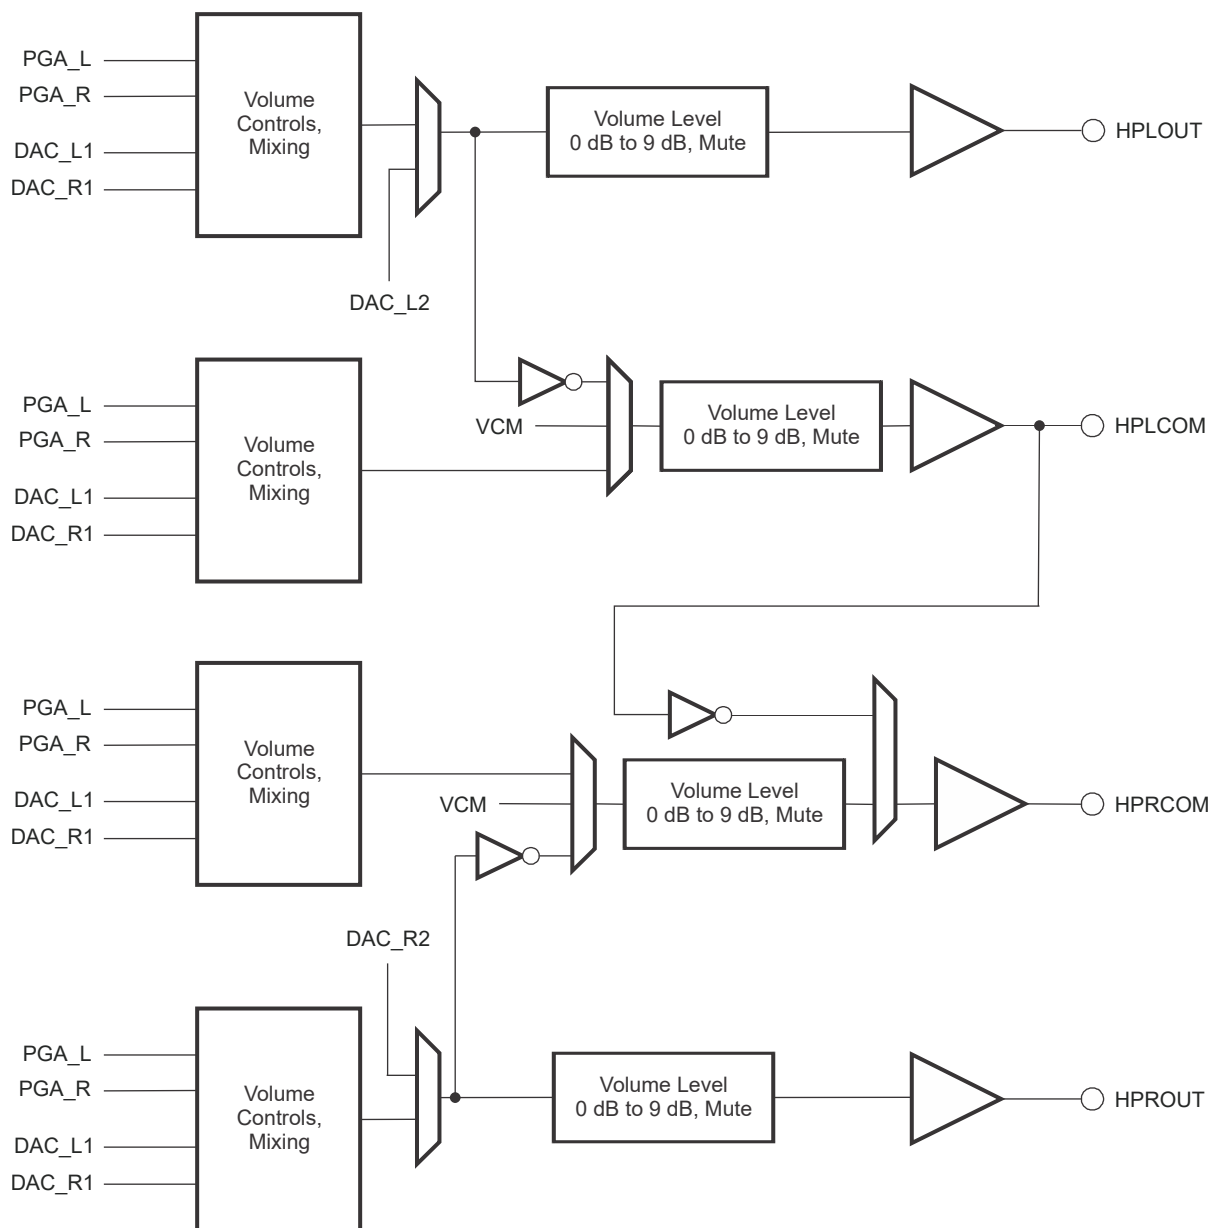 PGA_L
PGA_R
DAC_L1
DAC_R1
Volume
Controls,
Mixing
DAC_L2
Volume Level
0 dB to 9 dB, Mute
HPLOUT
PGA_L
PGA_R
DAC_L1
DAC_R1
Volume
Controls,
Mixing
VCM
Volume Level
0 dB to 9 dB, Mute
HPLCOM
PGA_L
PGA_R
DAC_L1
DAC_R1
Volume
Controls,
Mixing
VCM
Volume Level
0 dB to 9 dB, Mute
HPRCOM
DAC_R2
PGA_L
PGA_R
DAC_L1
DAC_R1
Volume
Controls,
Mixing
Volume Level
0 dB to 9 dB, Mute
HPROUT